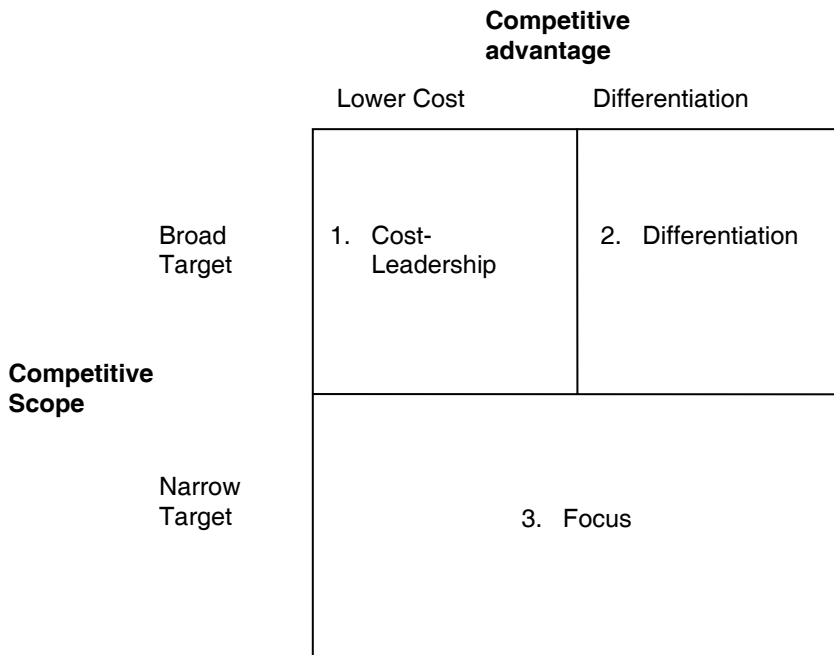 Competitive
advantage
Lower Cost Differentiation
Broad
Target
1. Cost-
Leadership
2. Differentiation
Competitive
Scope
Narrow
Target
3. Focus